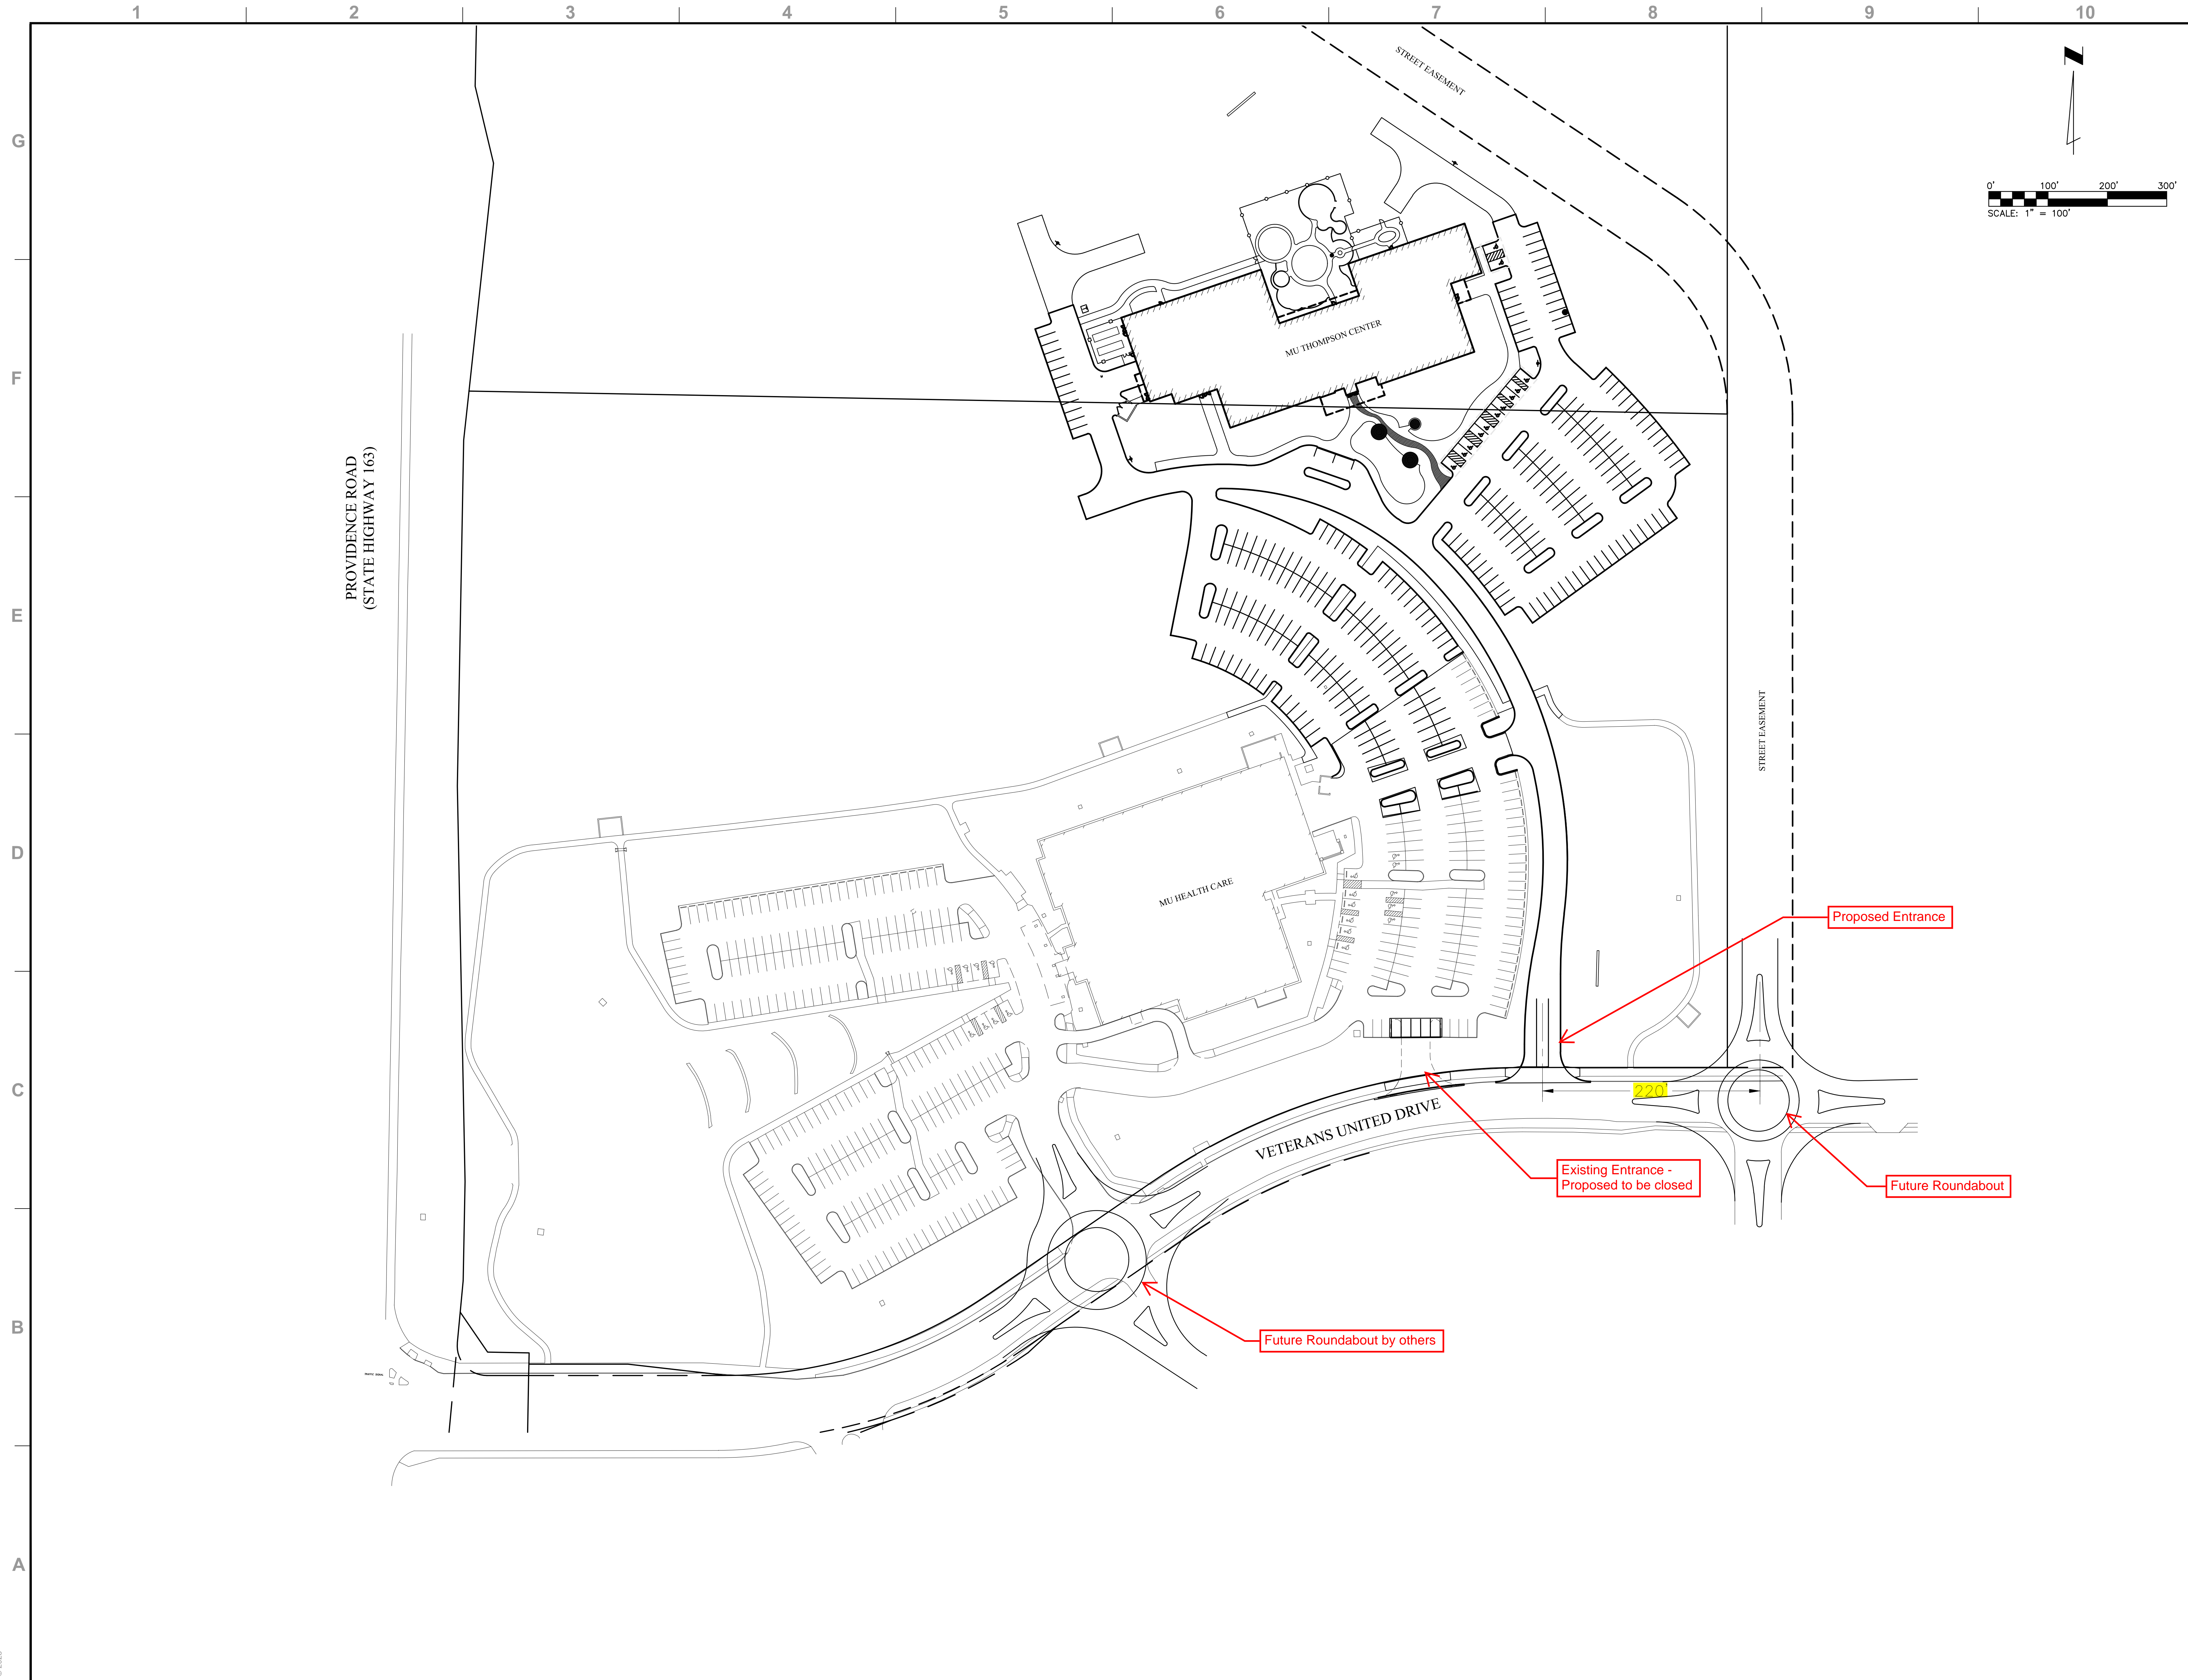 1 2 3 4 5 6 7 8 9 10
G
F
E
D
C
B
A
STREET EASEMENT
N
0' 100' 200' 300'
SCALE: 1" = 100'
MU THOMPSON CENTER
PROVIDENCE ROAD
(STATE HIGHWAY 163)
STREET EASEMENT
MU HEALTH CARE
Proposed Entrance
220'
VETERANS UNITED DRIVE
Existing Entrance -
Proposed to be closed
Future Roundabout
Future Roundabout by others